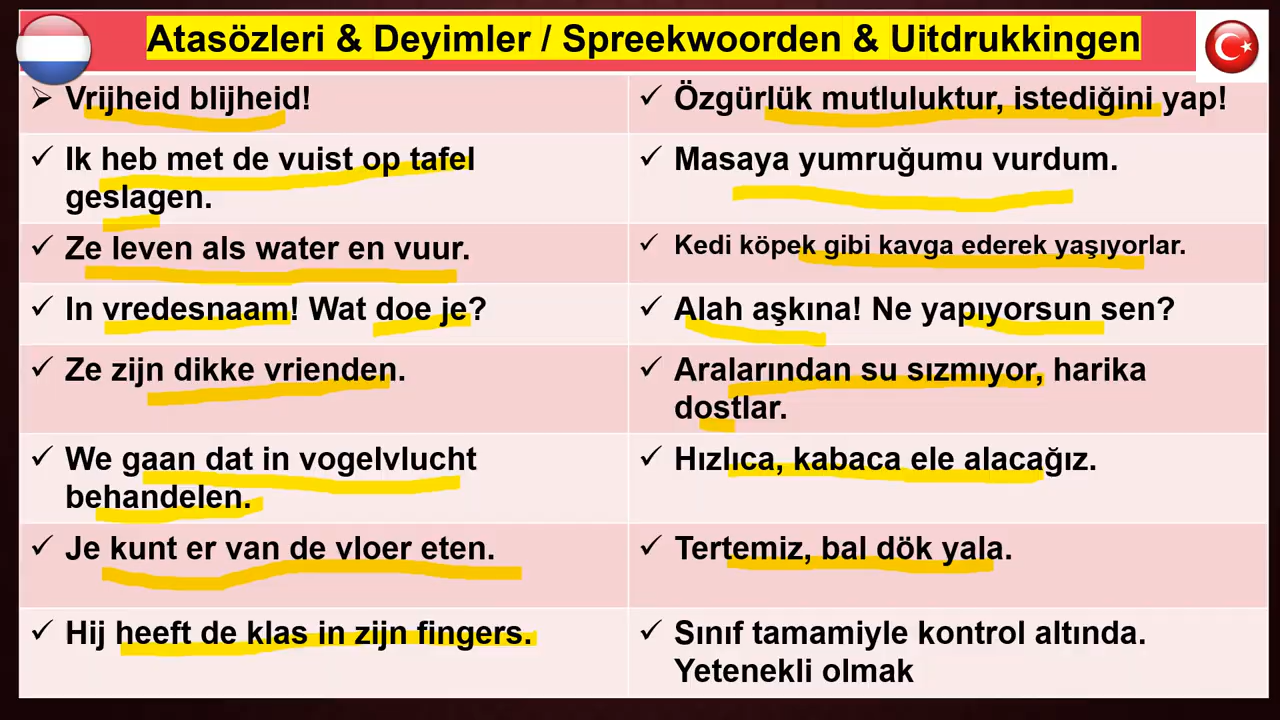 Atasözleri & Deyimler / Spreekwoorden & Uitdrukkingen
Vrijheid blijheid!
Özgürlük mutluluktur, istediğini yap!
Ik heb met de vuist op tafel
geslagen.
Masaya yumruğumu vurdum.
Ze leven als water en vuur.
Kedi köpek gibi kavga ederek yaşıyorlar.
In vredesnaam! Wat doe je?
Alah aşkına! Ne yapıyorsun sen?
Ze zijn dikke vrienden.
Aralarından su sızmıyor, harika
dostlar.
We gaan dat in vogelvlucht
behandelen.
Hızlıca, kabaca ele alacağız.
Je kunt er van de vloer eten.
Tertemiz, bal dök yala.
Hij heeft de klas in zijn fingers.
Sınıf tamamiyle kontrol altında.
Yetenekli olmak